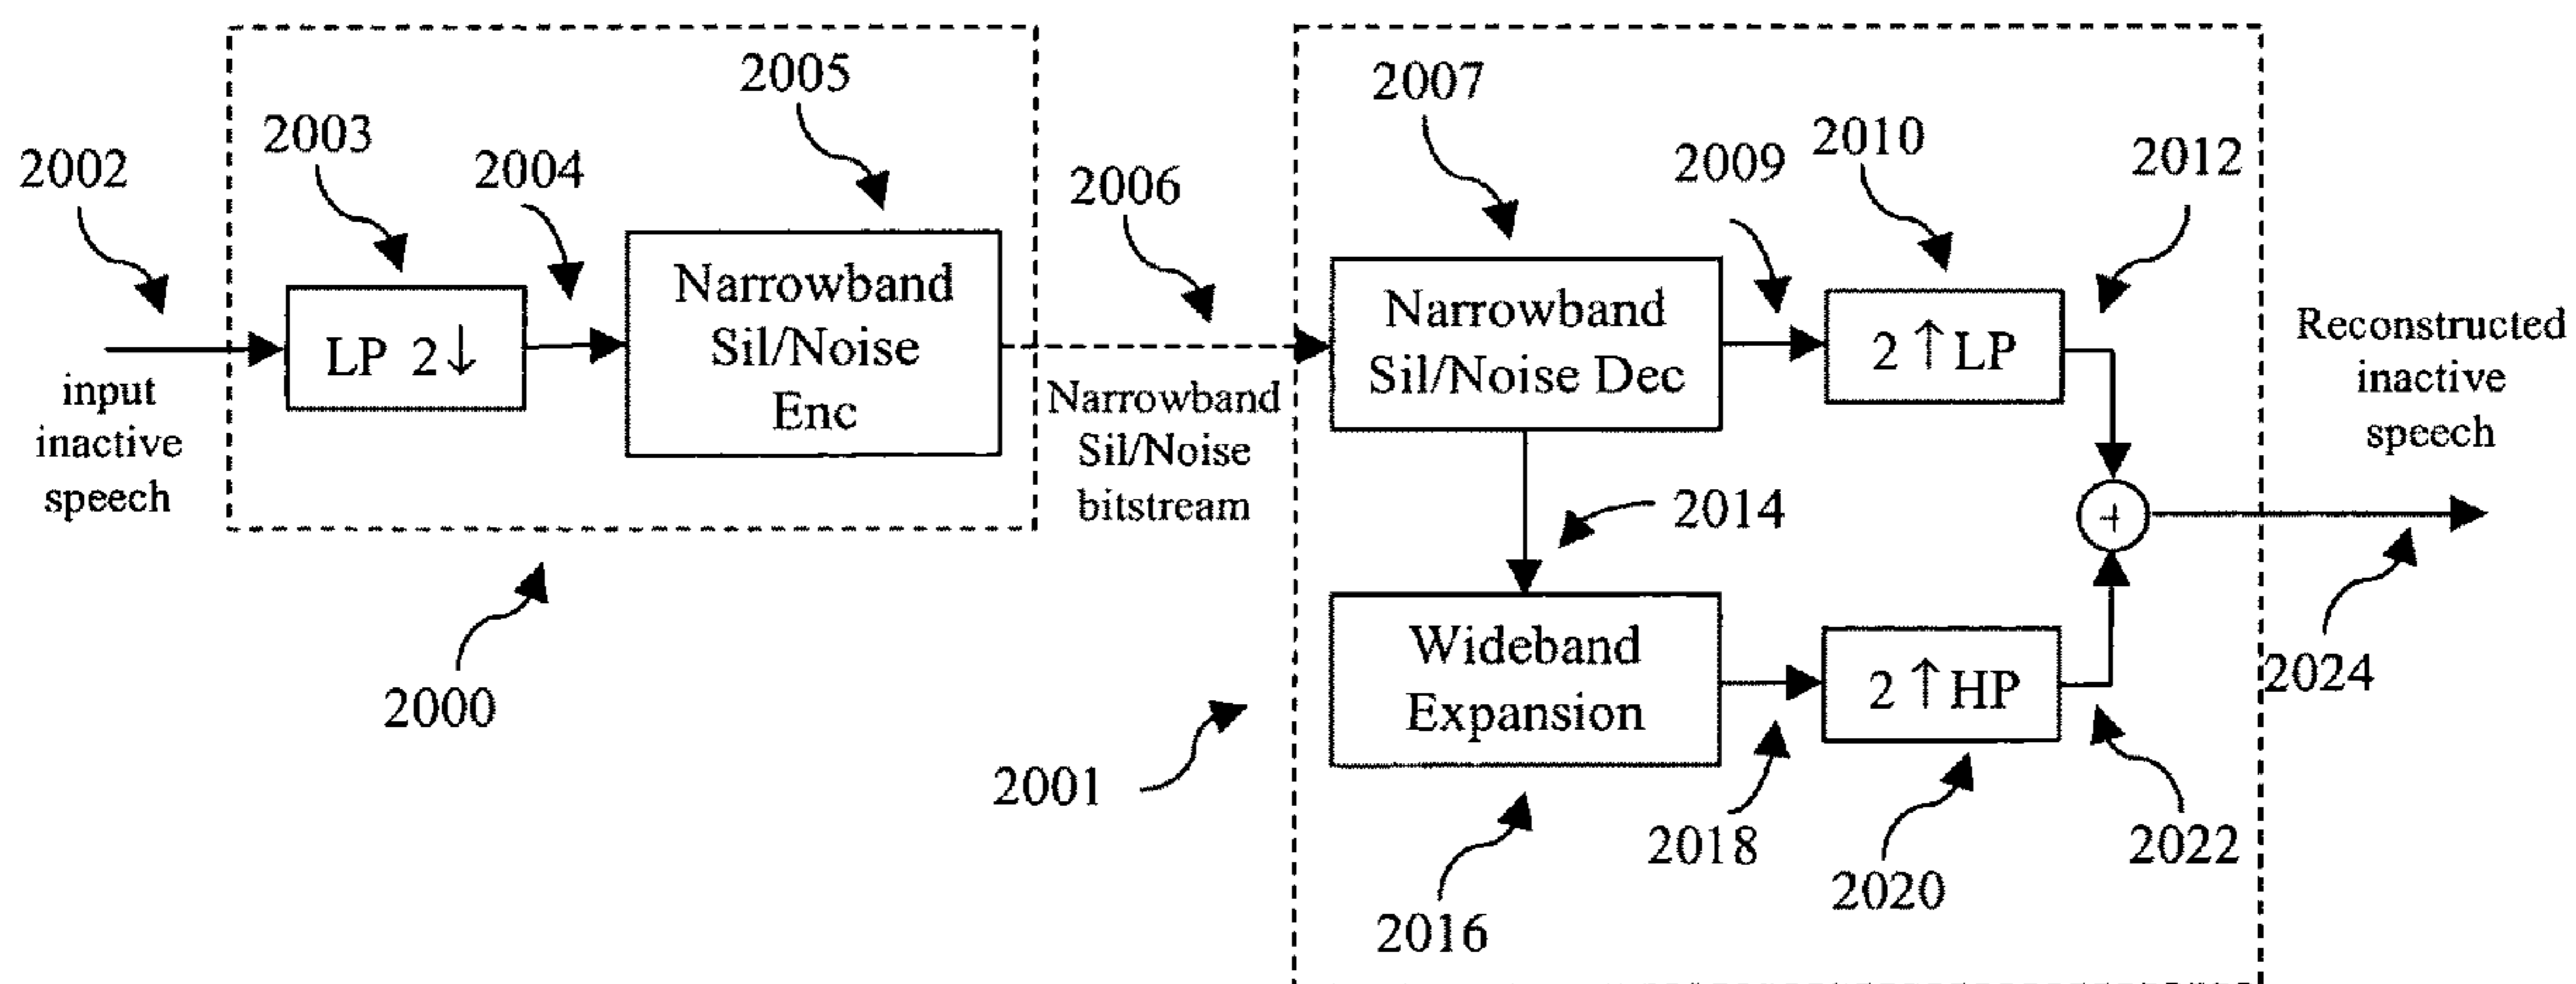 2002
2003
2004
2005
2006
2007
2009
2010
2012
input
inactive
speech
LP 2↓
Narrowband
Sil/Noise
Enc
Narrowband
Sil/Noise
bitstream
Narrowband
Sil/Noise Dec
2↑LP
Reconstructed
inactive
speech
+
2014
2000
2001
Wideband
Expansion
2↑HP
2024
2016
2018
2020
2022